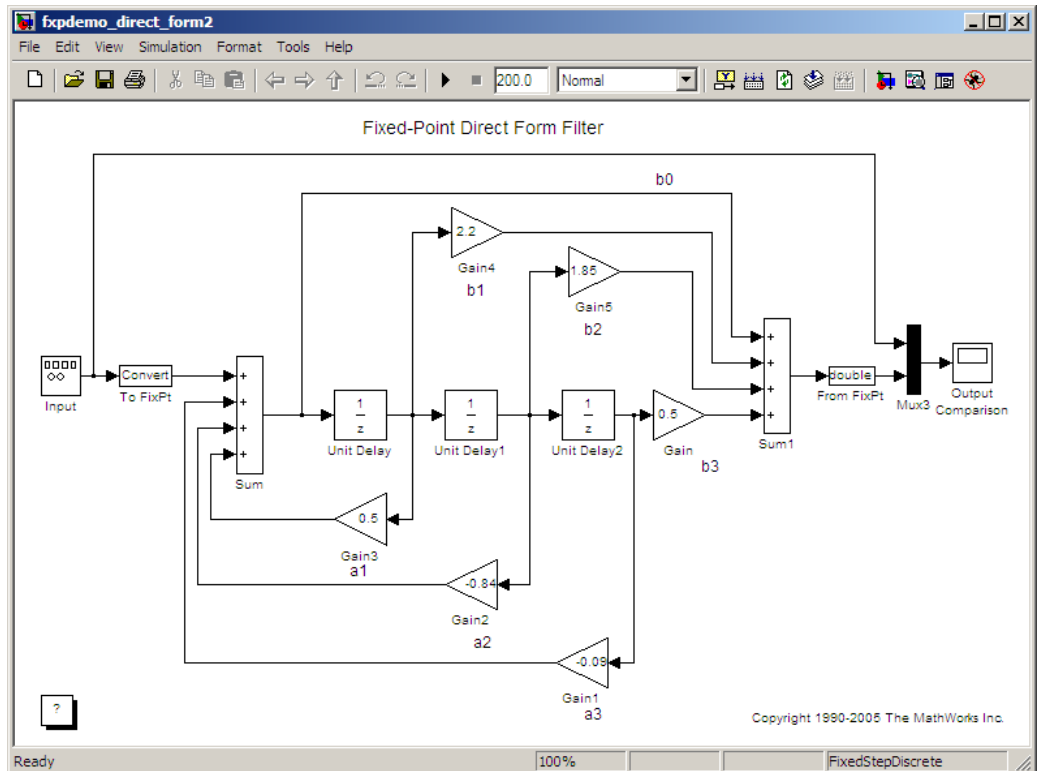 fxpdemo_direct_form2
File Edit View Simulation Format Tools Help
200.0 Normal
Fixed-Point Direct Form Filter
b0
2.2
Gain4
b1
1.85
Gain5
b2
Input
Convert
To FixPt
+
+
+
+
Sum
1
z
Unit Delay
1
z
Unit Delay1
1
z
Unit Delay2
0.5
Gain
b3
+
+
+
+
Sum1
double
From FixPt
Mux3
Output
Comparison
0.5
Gain3
a1
-0.84
Gain2
a2
-0.09
Gain1
a3
?
Copyright 1990-2005 The MathWorks Inc.
Ready 100% FixedStepDiscrete